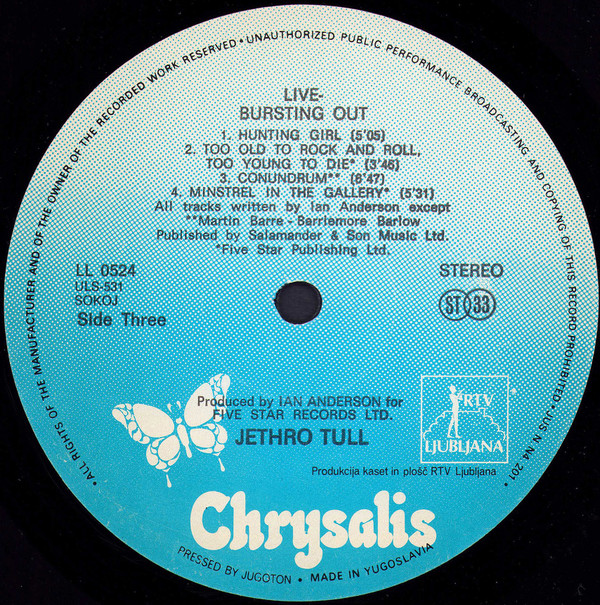 ALL RIGHTS OF THE MANUFACTURER AND OF THE OWNER OF THE RECORDED WORK RESERVED • UNAUTHORIZED PUBLIC PERFORMANCE BROADCASTING AND COPYING OF THIS RECORD PROHIBITED • JUS N N4 201 •
LIVE-
BURSTING OUT
1. HUNTING GIRL (5'05)
2. TOO OLD TO ROCK AND ROLL,
TOO YOUNG TO DIE* (3'46)
3. CONUNDRUM** (6'47)
4. MINSTREL IN THE GALLERY* (5'31)
All tracks written by Ian Anderson except
**Martin Barre - Barriemore Barlow
Published by Salamander & Son Music Ltd.
*Five Star Publishing Ltd.
LL 0524
ULS-531
SOKOJ
Side Three
STEREO
ST 33
Produced by IAN ANDERSON for
FIVE STAR RECORDS LTD.
JETHRO TULL
RTV
LJUBLJANA
Produkcija kaset in plošč RTV Ljubljana
Chrysalis
PRESSED BY JUGOTON • MADE IN YUGOSLAVIA